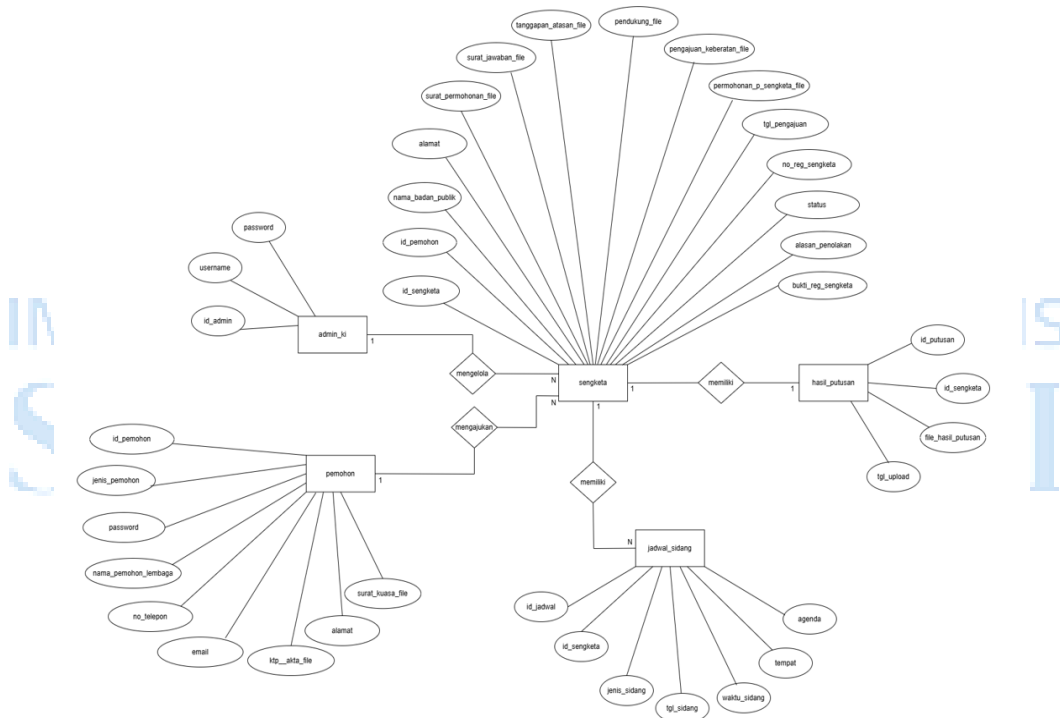 tanggapan_atasan_file
pendukung_file
surat_jawaban_file
pengajuan_keberatan_file
surat_permohonan_file
permohonan_p_sengketa_file
alamat
tgl_pengajuan
nama_badan_publik
no_reg_sengketa
id_pemohon
status
id_sengketa
alasan_penolakan
bukti_reg_sengketa
password
username
id_admin
admin_ki
1
mengelola
N
sengketa
1
memiliki
1
hasil_putusan
id_putusan
id_sengketa
file_hasil_putusan
tgl_upload
N
mengajukan
1
1
memiliki
N
id_pemohon
jenis_pemohon
password
nama_pemohon_lembaga
no_telepon
email
ktp__akta_file
alamat
surat_kuasa_file
pemohon
jadwal_sidang
id_jadwal
id_sengketa
jenis_sidang
tgl_sidang
waktu_sidang
tempat
agenda
IN
IS
S
I